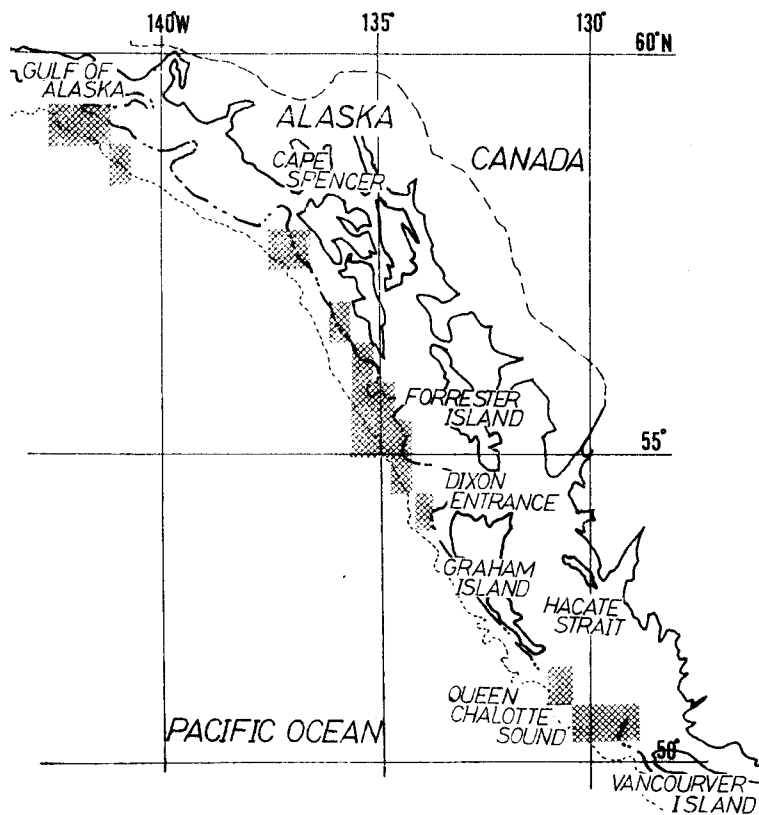 140°W
135°
130°
60°N
GULF OF
ALASKA
ALASKA
CANADA
CAPE
SPENCER
FORRESTER
ISLAND
55°
DIXON
ENTRANCE
GRAHAM
ISLAND
HACATE
STRAIT
QUEEN
CHALOTTE
SOUND
PACIFIC OCEAN
50°
VANCOURVER
ISLAND